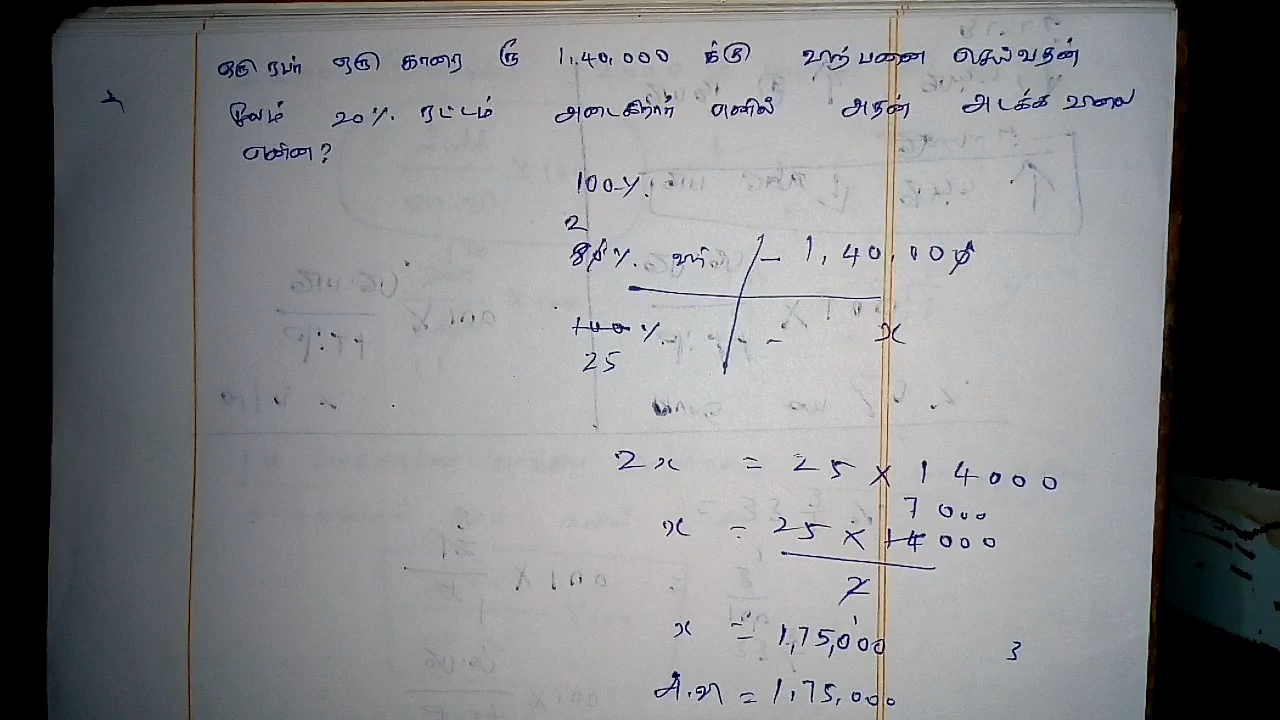 ஒரு நபர் ஒரு காரை ரூ 1,40,000 க்கு விற்பனை செய்வதன்
மூலம் 20%. நட்டம் அடைகிறார் எனில் அதன் அடக்க விலை
என்ன?
100%.
2
80%. வி - 1,40,000
100%. - x
25
2x = 25 x 14000
7000
x = 25 x 14000
2
x = 1,75,000
3
அ.வி = 1,75,000